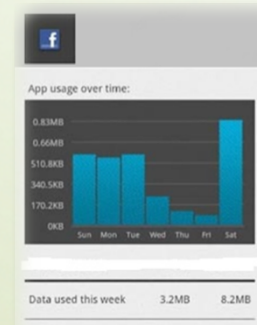 f
App usage over time:
0.83MB
0.66MB
510.8KB
340.5KB
170.2KB
0KB
Sun Mon Tue Wed Thu Fri Sat
Data used this week 3.2MB 8.2MB